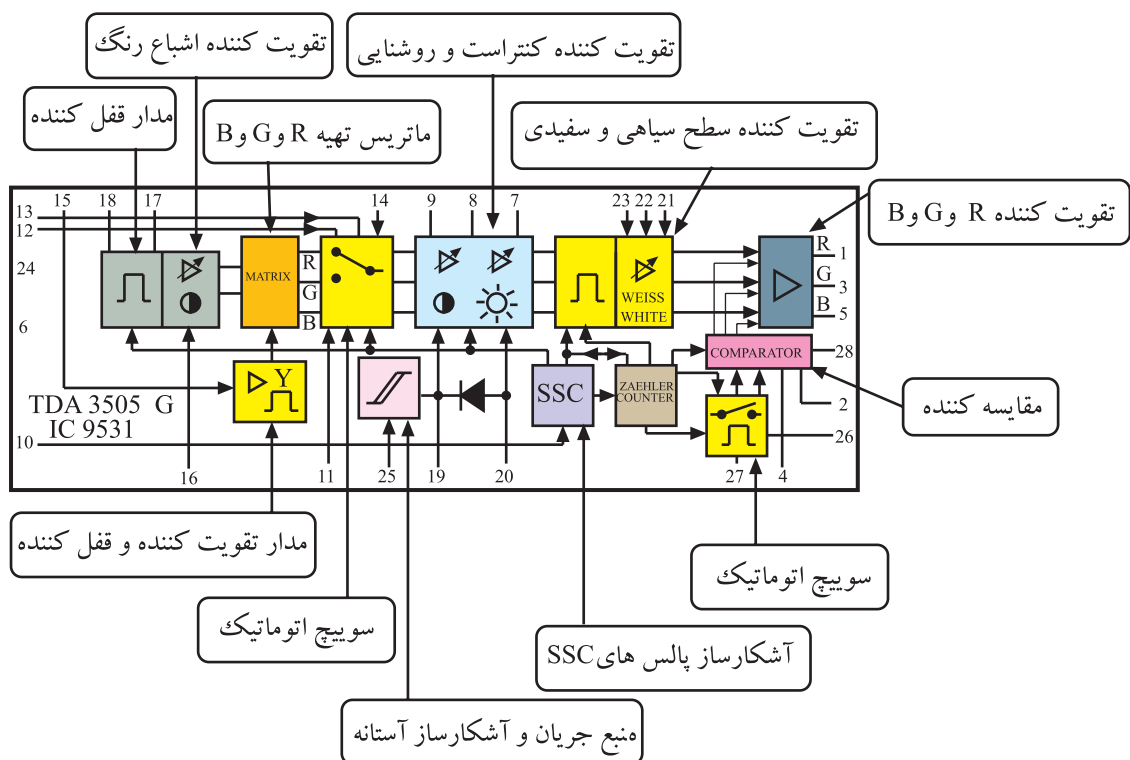 تقویت کننده اشباع رنگ
تقویت کننده کنتراست و روشنایی
مدار قفل کننده
ماتریس تهیه R و G و B
تقویت کننده سطح سیاهی و سفیدی
تقویت کننده R و G و B
15 18 17 14 9 8 7 23 22 21
13
12
24
6
MATRIX
R
G
B
WEISS
WHITE
R
1
G
3
B
5
COMPARATOR
28
2
26
Y
TDA 3505 G
IC 9531
10
SSC
ZAEHLER
COUNTER
16 11 25 19 20 27 4
مقایسه کننده
مدار تقویت کننده و قفل کننده
سوییچ اتوماتیک
سوییچ اتوماتیک
آشکارساز پالس های SSC
منبع جریان و آشکارساز آستانه